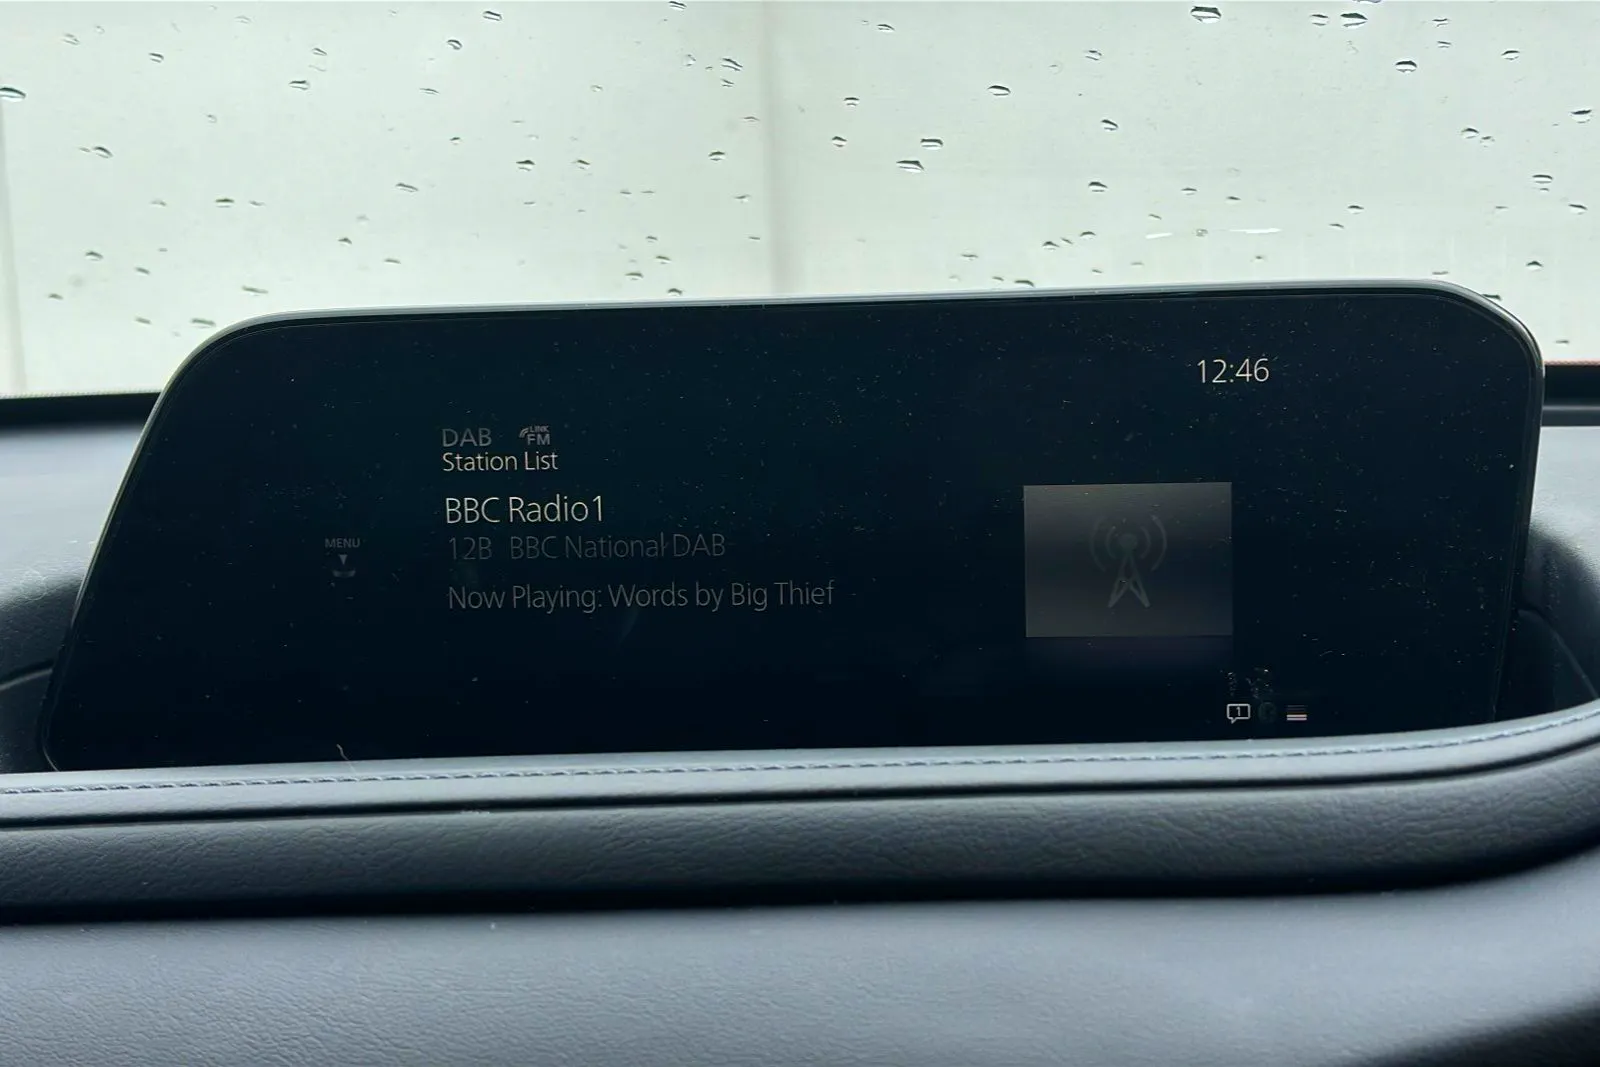 12:46
DAB LINK FM
Station List
BBC Radio1
12B BBC National DAB
MENU
Now Playing: Words by Big Thief
1